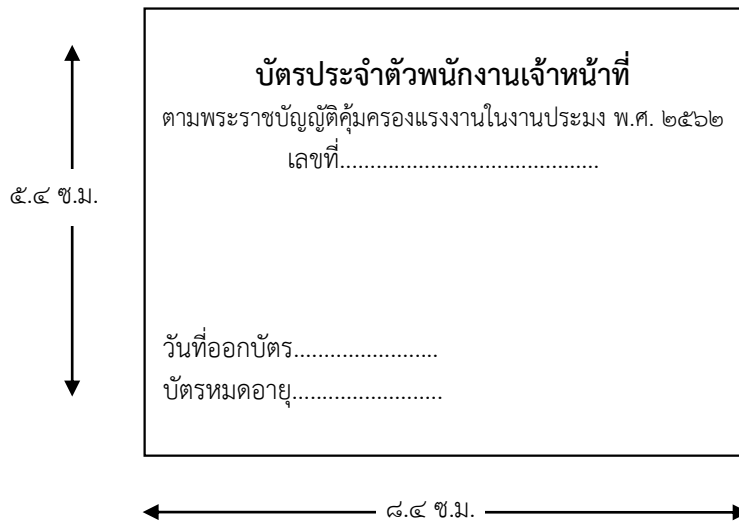 บัตรประจำตัวพนักงานเจ้าหน้าที่
ตามพระราชบัญญัติคุ้มครองแรงงานในงานประมง พ.ศ. ๒๕๖๒
เลขที่...........................................
๕.๔ ซ.ม.
วันที่ออกบัตร........................
บัตรหมดอายุ.........................
๘.๔ ซ.ม.